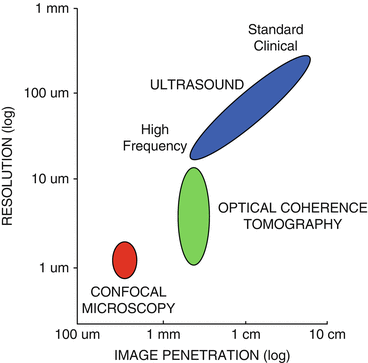 1 mm
Standard
Clinical
100 um
ULTRASOUND
High
Frequency
10 um
OPTICAL COHERENCE
TOMOGRAPHY
1 um
CONFOCAL
MICROSCOPY
RESOLUTION (log)
100 um
1 mm
1 cm
10 cm
IMAGE PENETRATION (log)